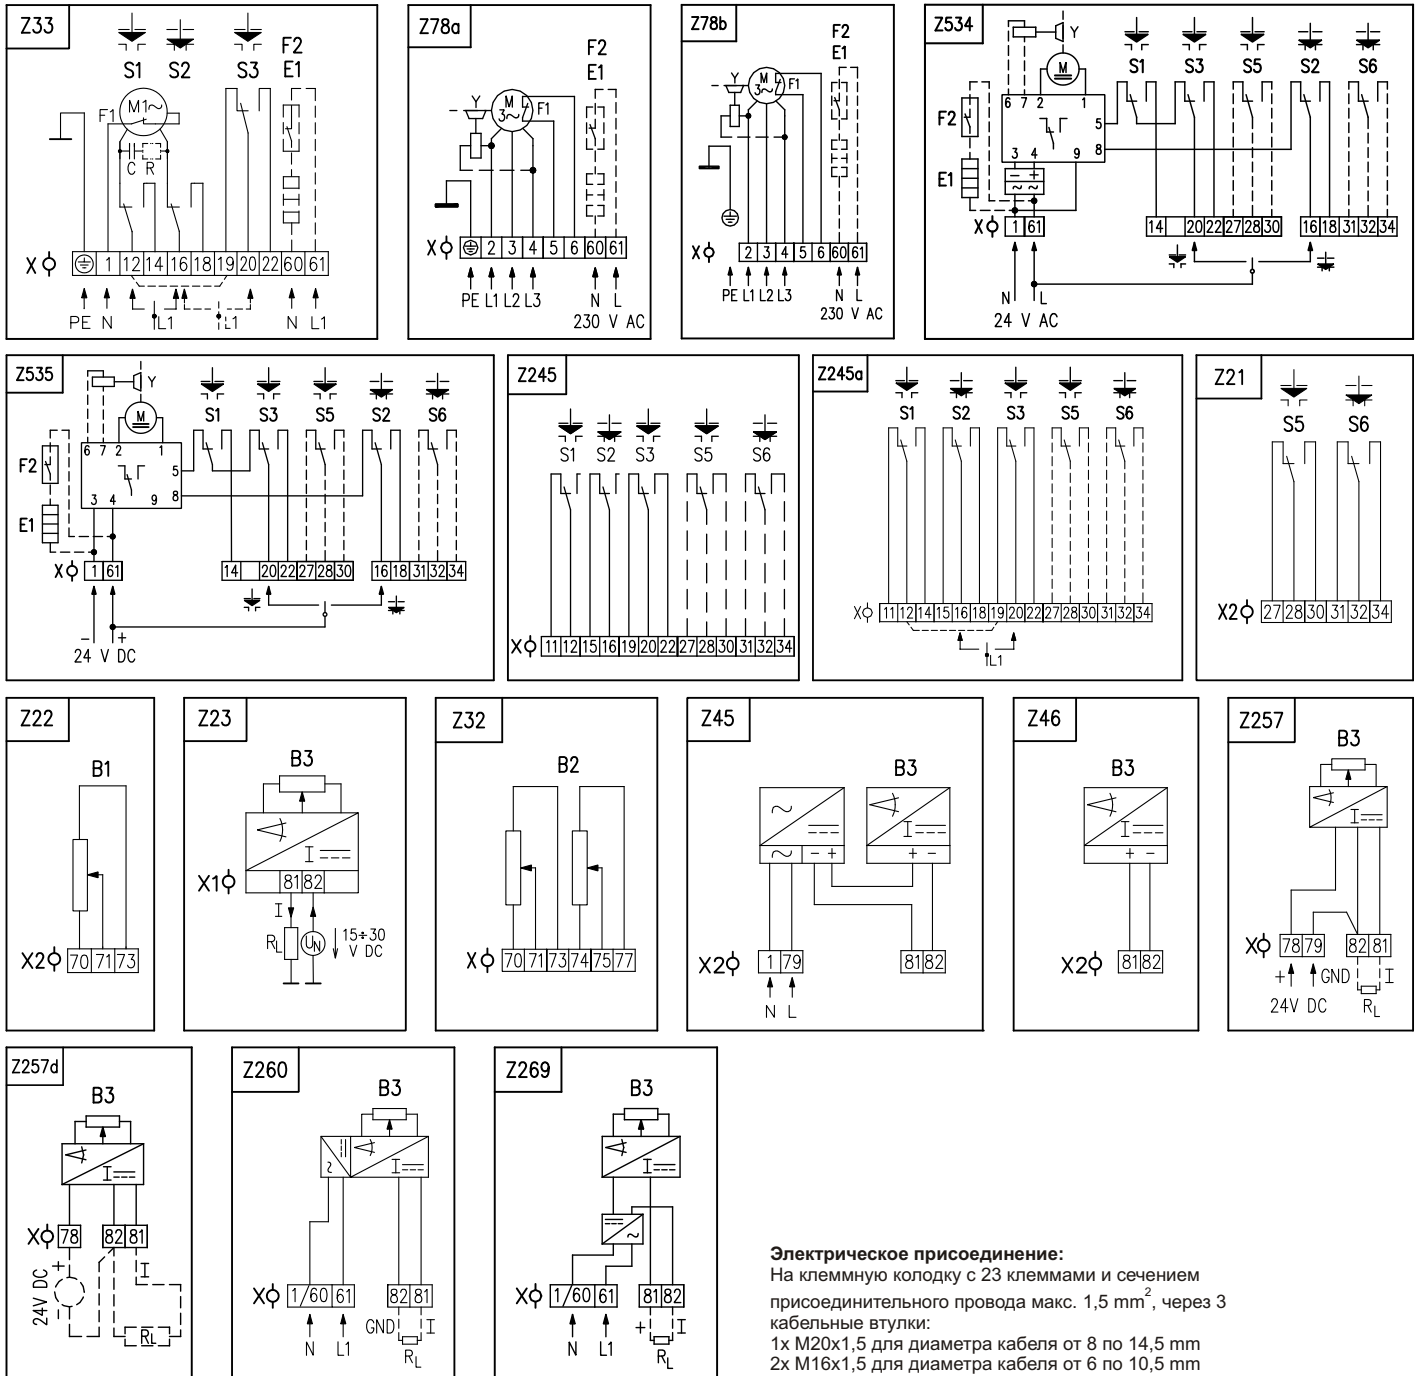 Z33
S1 S2 S3 F2
E1
F1 M1~
C R
X 1 12 14 16 18 19 20 22 60 61
PE N L1 L1 N L1
Z78a
F2
E1
Y M
3~ F1
X 2 3 4 5 6 60 61
PE L1 L2 L3 N L
230 V AC
Z78b
F2
E1
Y M
3~ F1
X 2 3 4 5 6 60 61
PE L1 L2 L3 N L
230 V AC
Z534
Y
M S1 S3 S5 S2 S6
6 7 2 1
F2 5
8
3 4 9
E1 − +
~ ~
X 1 61 14 20 22 27 28 30 16 18 31 32 34
N L
24 V AC
Z535
Y
M S1 S3 S5 S2 S6
6 7 2 1
F2 5
3 4 9 8
E1
X 1 61 14 20 22 27 28 30 16 18 31 32 34
− +
24 V DC
Z245
S1 S2 S3 S5 S6
X 11 12 15 16 19 20 22 27 28 30 31 32 34
Z245a
S1 S2 S3 S5 S6
X 11 12 14 15 16 18 19 20 22 27 28 30 31 32 34
L1
Z21
S5 S6
X2 27 28 30 31 32 34
Z22
B1
X2 70 71 73
Z23
B3
I
X1 81 82
I
RL UN 15÷30
V DC
Z32
B2
X 70 71 73 74 75 77
Z45
B3
~ I
~ − + + −
X2 1 79 81 82
N L
Z46
B3
I
+ −
X2 81 82
Z257
B3
I
X 78 79 82 81
+ GND I
24V DC RL
Z257d
B3
I
X 78 82 81
+ I
24V DC
RL
Z260
B3
~ I
X 1/60 61 82 81
GND I
N L1 RL
Z269
B3
I
~
X 1/60 61 81 82
+ I
N L1 RL
Электрическое присоединение:
На клеммную колодку с 23 клеммами и сечением
присоединительного провода макс. 1,5 mm², через 3
кабельные втулки:
1x M20x1,5 для диаметра кабеля от 8 по 14,5 mm
2x M16x1,5 для диаметра кабеля от 6 по 10,5 mm